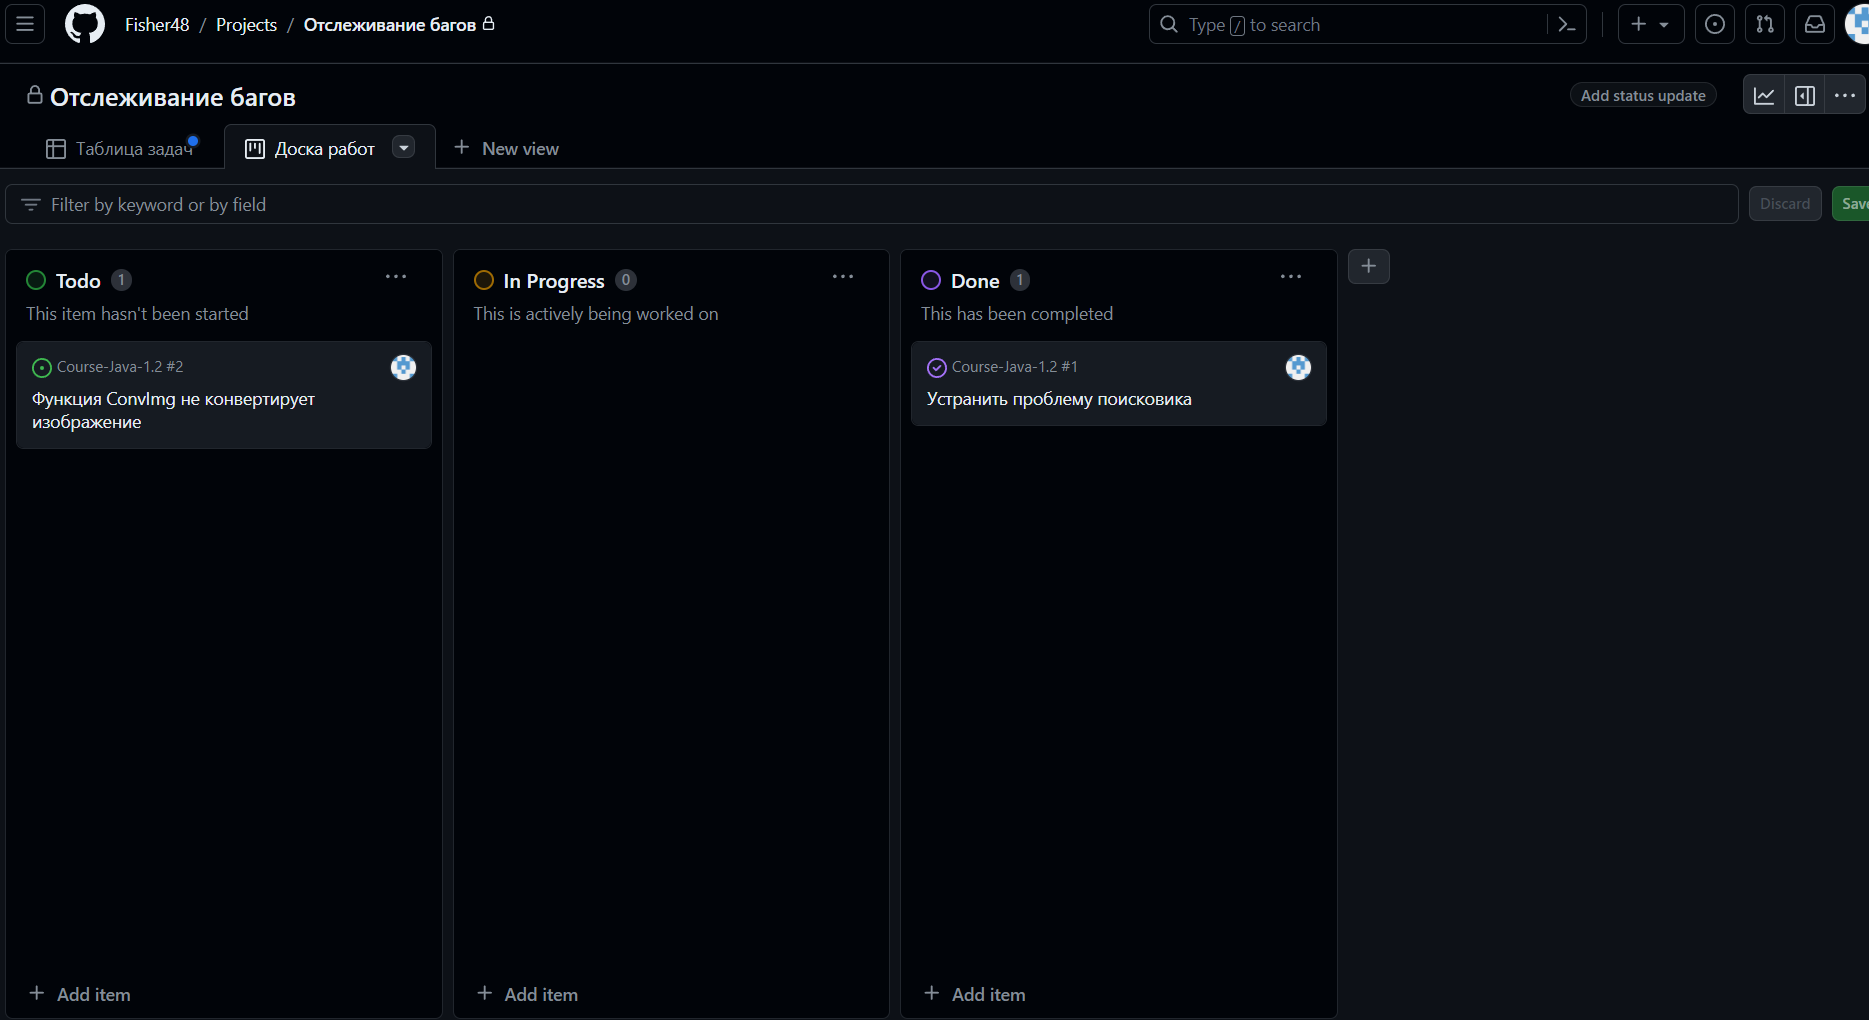 Fisher48 / Projects / Отслеживание багов
Type / to search
Отслеживание багов
Add status update
Таблица задач
Доска работ
New view
Filter by keyword or by field
Discard
Save
Todo 1
This item hasn't been started
Course-Java-1.2 #2
Функция ConvImg не конвертирует
изображение
Add item
In Progress 0
This is actively being worked on
Add item
Done 1
This has been completed
Course-Java-1.2 #1
Устранить проблему поисковика
Add item